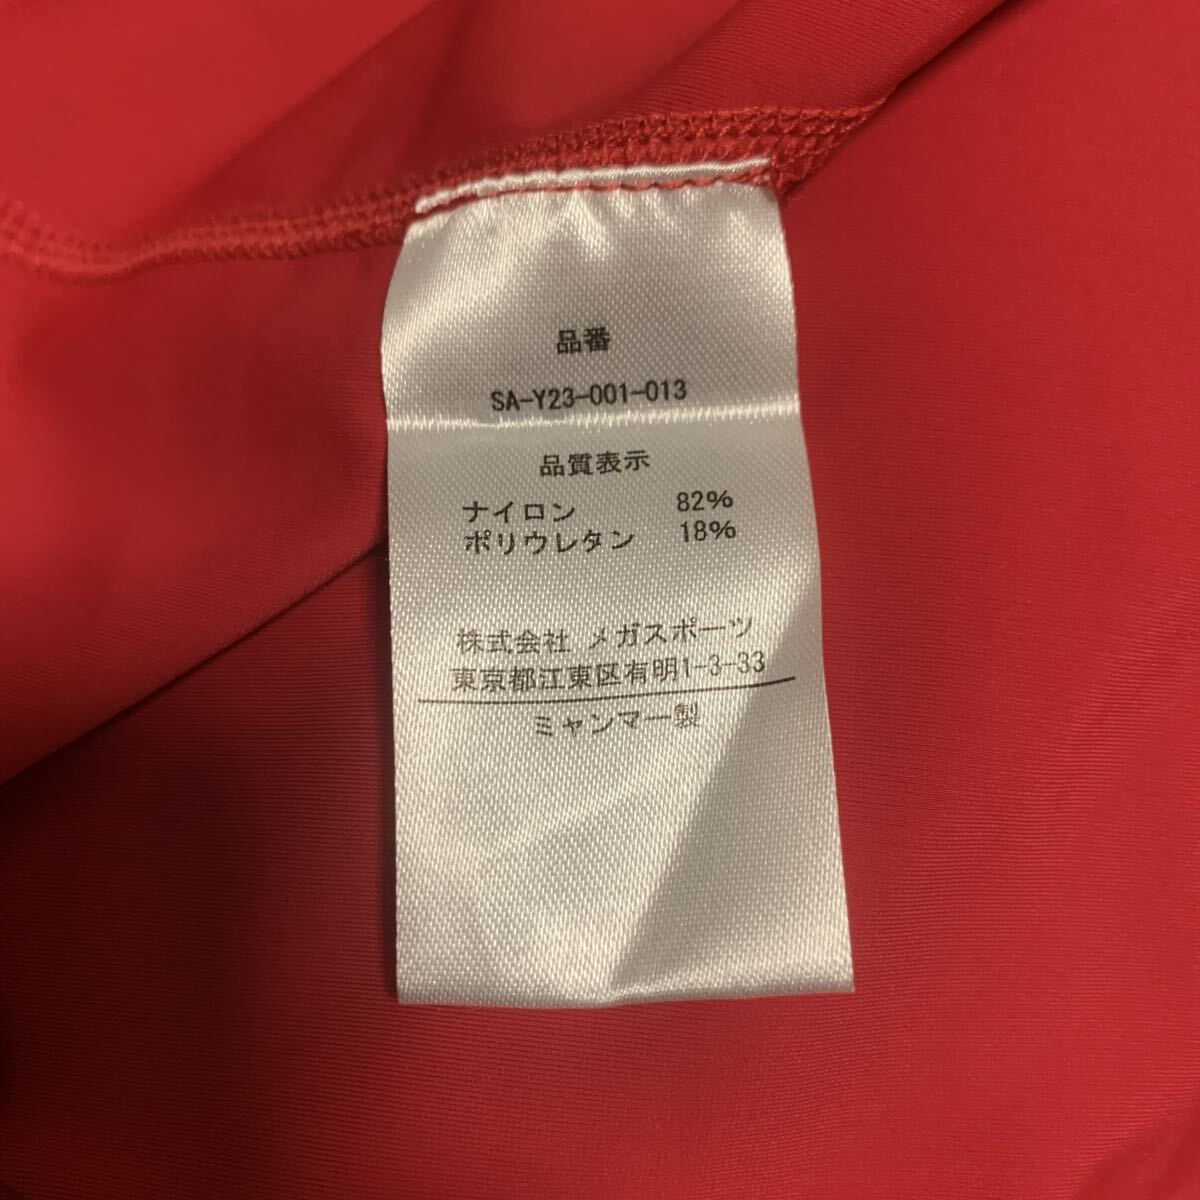 品番
SA-Y23-001-013
品質表示
ナイロン 82%
ポリウレタン 18%
株式会社 メガスポーツ
東京都江東区有明1-3-33
ミャンマー製